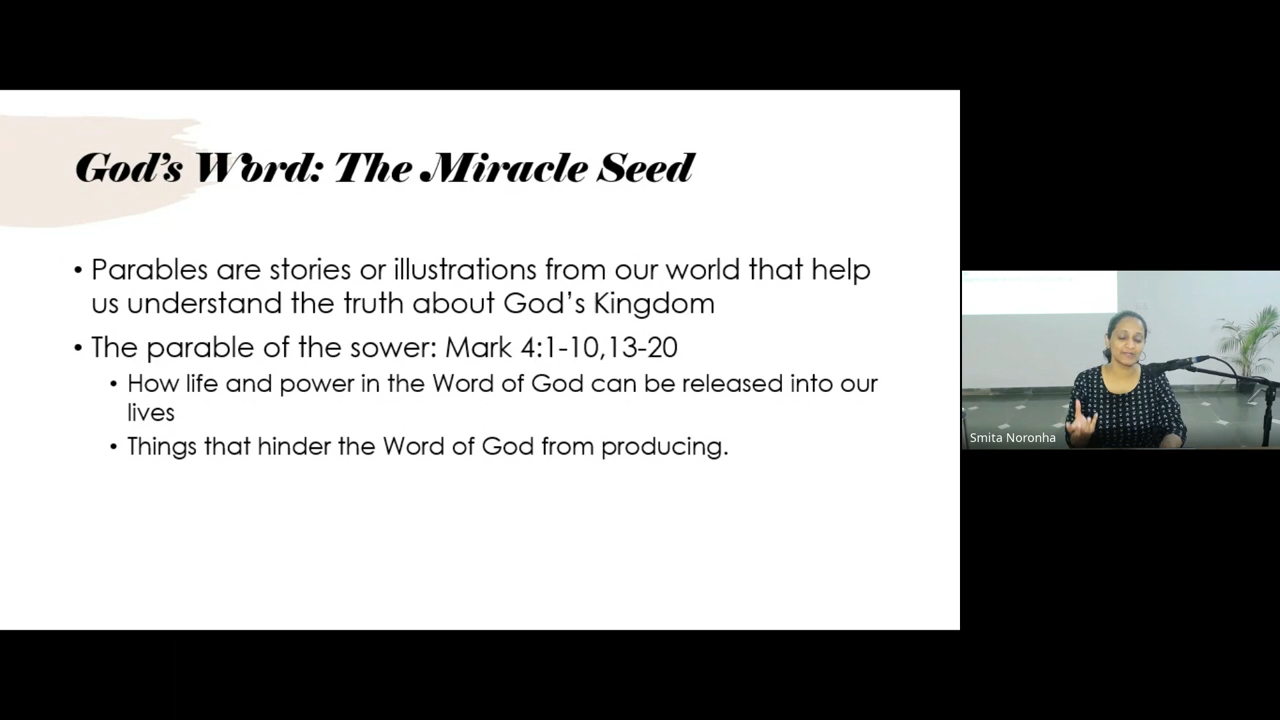 God's Word: The Miracle Seed
• Parables are stories or illustrations from our world that help
us understand the truth about God's Kingdom
• The parable of the sower: Mark 4:1-10,13-20
• How life and power in the Word of God can be released into our
lives
• Things that hinder the Word of God from producing.
Smita Noronha